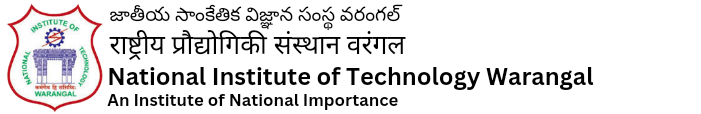 జాతీయ సాంకేతిక విజ్ఞాన సంస్థ వరంగల్
राष्ट्रीय प्रौद्योगिकी संस्थान वरंगल
National Institute of Technology Warangal
An Institute of National Importance
NATIONAL INSTITUTE OF TECHNOLOGY
WARANGAL